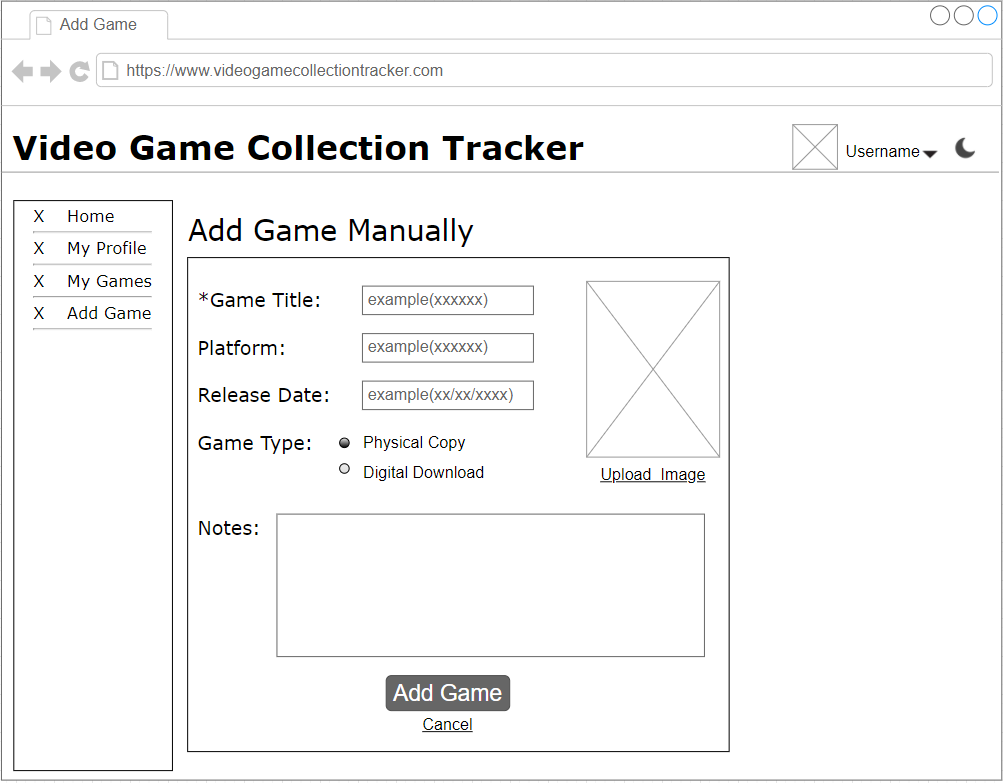 Add Game
https://www.videogamecollectiontracker.com
Video Game Collection Tracker
Username
X Home
X My Profile
X My Games
X Add Game
Add Game Manually
*Game Title: example(xxxxxx)
Platform: example(xxxxxx)
Release Date: example(xx/xx/xxxx)
Game Type: Physical Copy
Digital Download
Upload Image
Notes:
Add Game
Cancel